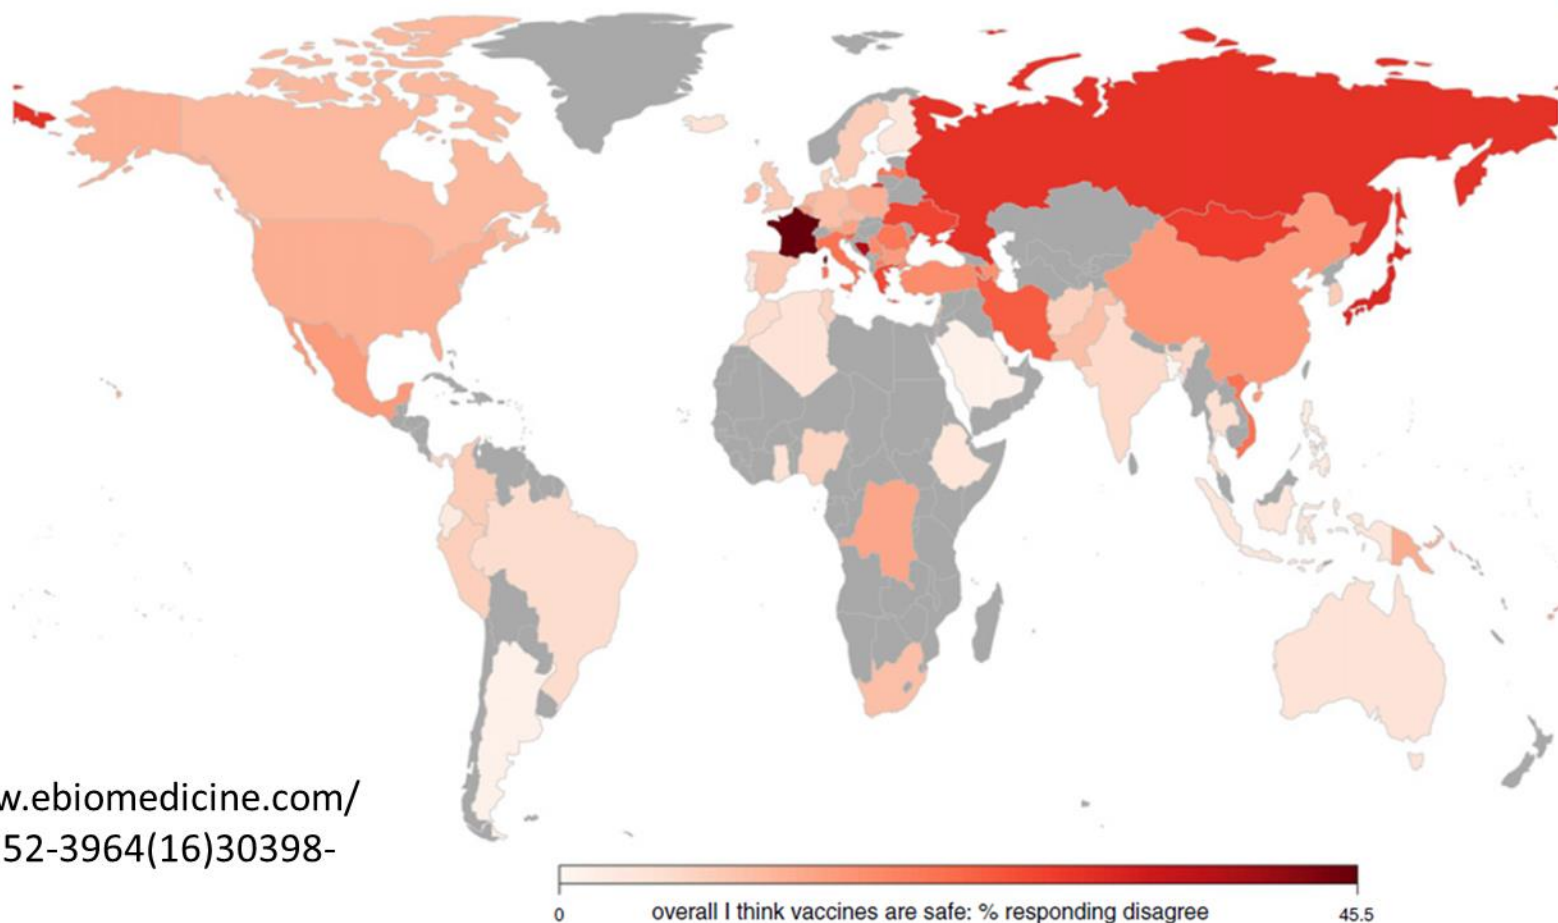 w.ebiomedicine.com/
52-3964(16)30398-
0
overall I think vaccines are safe: % responding disagree
45.5